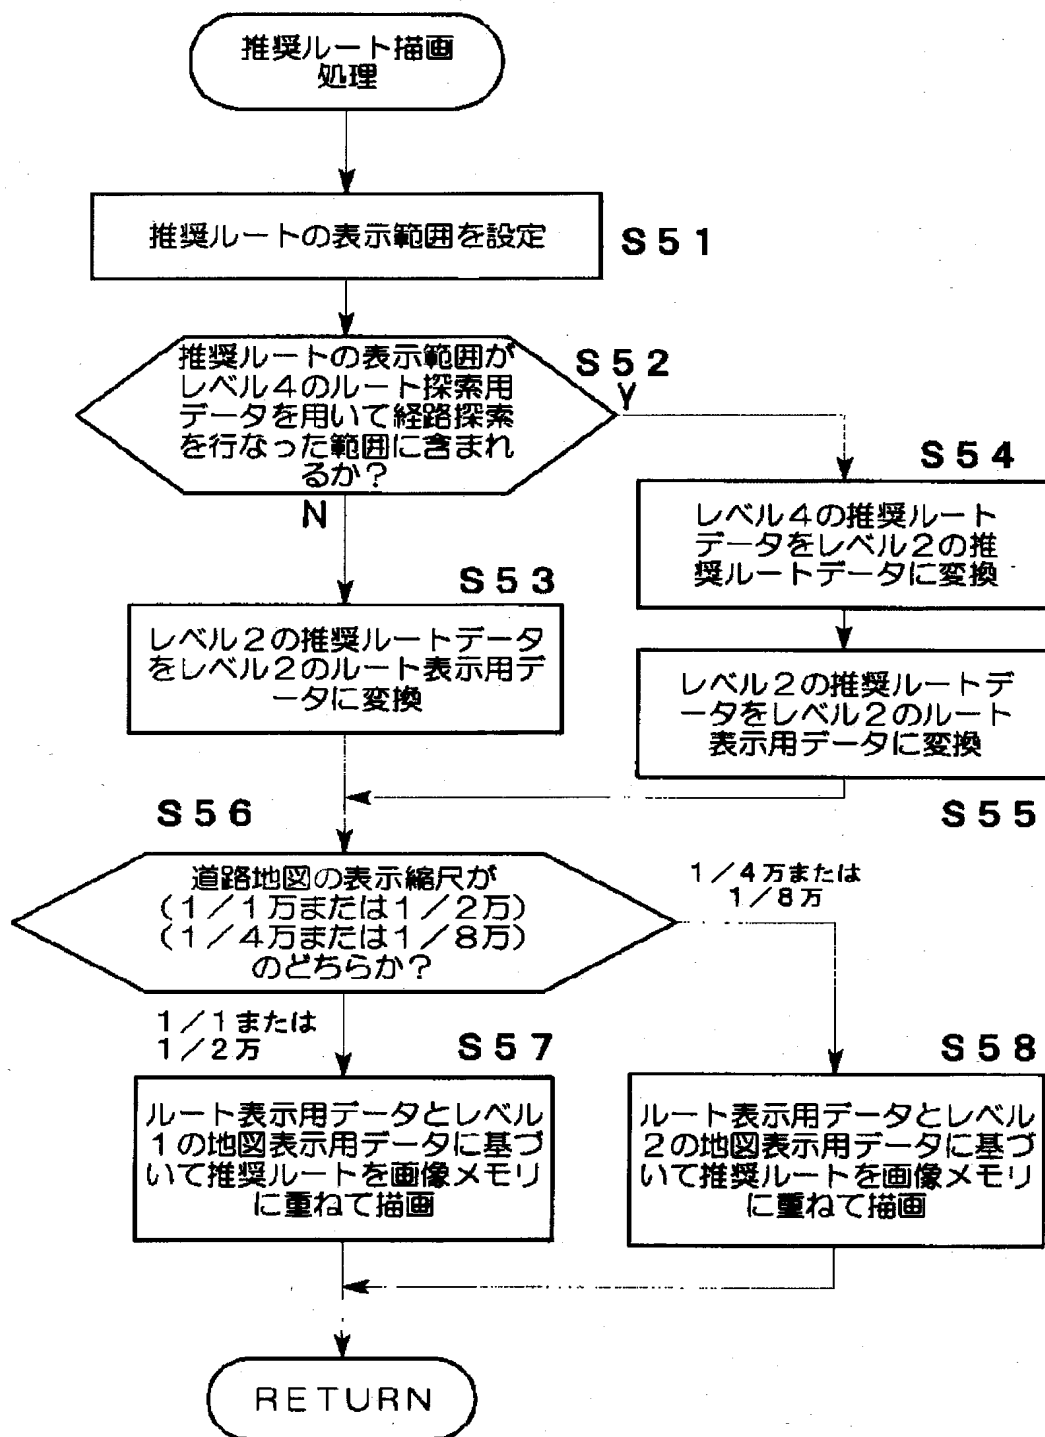 推奨ルート描画
処理
推奨ルートの表示範囲を設定
S51
推奨ルートの表示範囲が
レベル4のルート探索用
データを用いて経路探索
を行なった範囲に含まれ
るか？
S52
Y
N
S54
レベル4の推奨ルート
データをレベル2の推
奨ルートデータに変換
S53
レベル2の推奨ルートデータ
をレベル2のルート表示用デ
ータに変換
レベル2の推奨ルートデ
ータをレベル2のルート
表示用データに変換
S55
S56
道路地図の表示縮尺が
(1／1万または1／2万)
(1／4万または1／8万)
のどちらか？
1／4万または
1／8万
1／1または
1／2万
S57
ルート表示用データとレベル
1の地図表示用データに基づ
いて推奨ルートを画像メモリ
に重ねて描画
S58
ルート表示用データとレベル
2の地図表示用データに基づ
いて推奨ルートを画像メモリ
に重ねて描画
RETURN